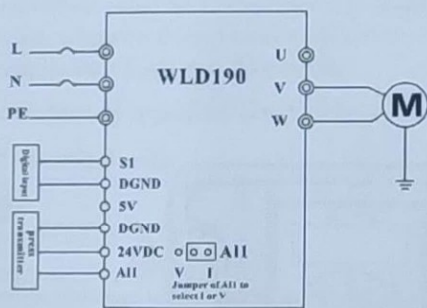 L
N
PE
WLD190
U
V
W
M
Digital input
S1
DGND
5V
press transmitter
DGND
24VDC
AI1
AI1
V I
Jumper of AI1 to
select I or V